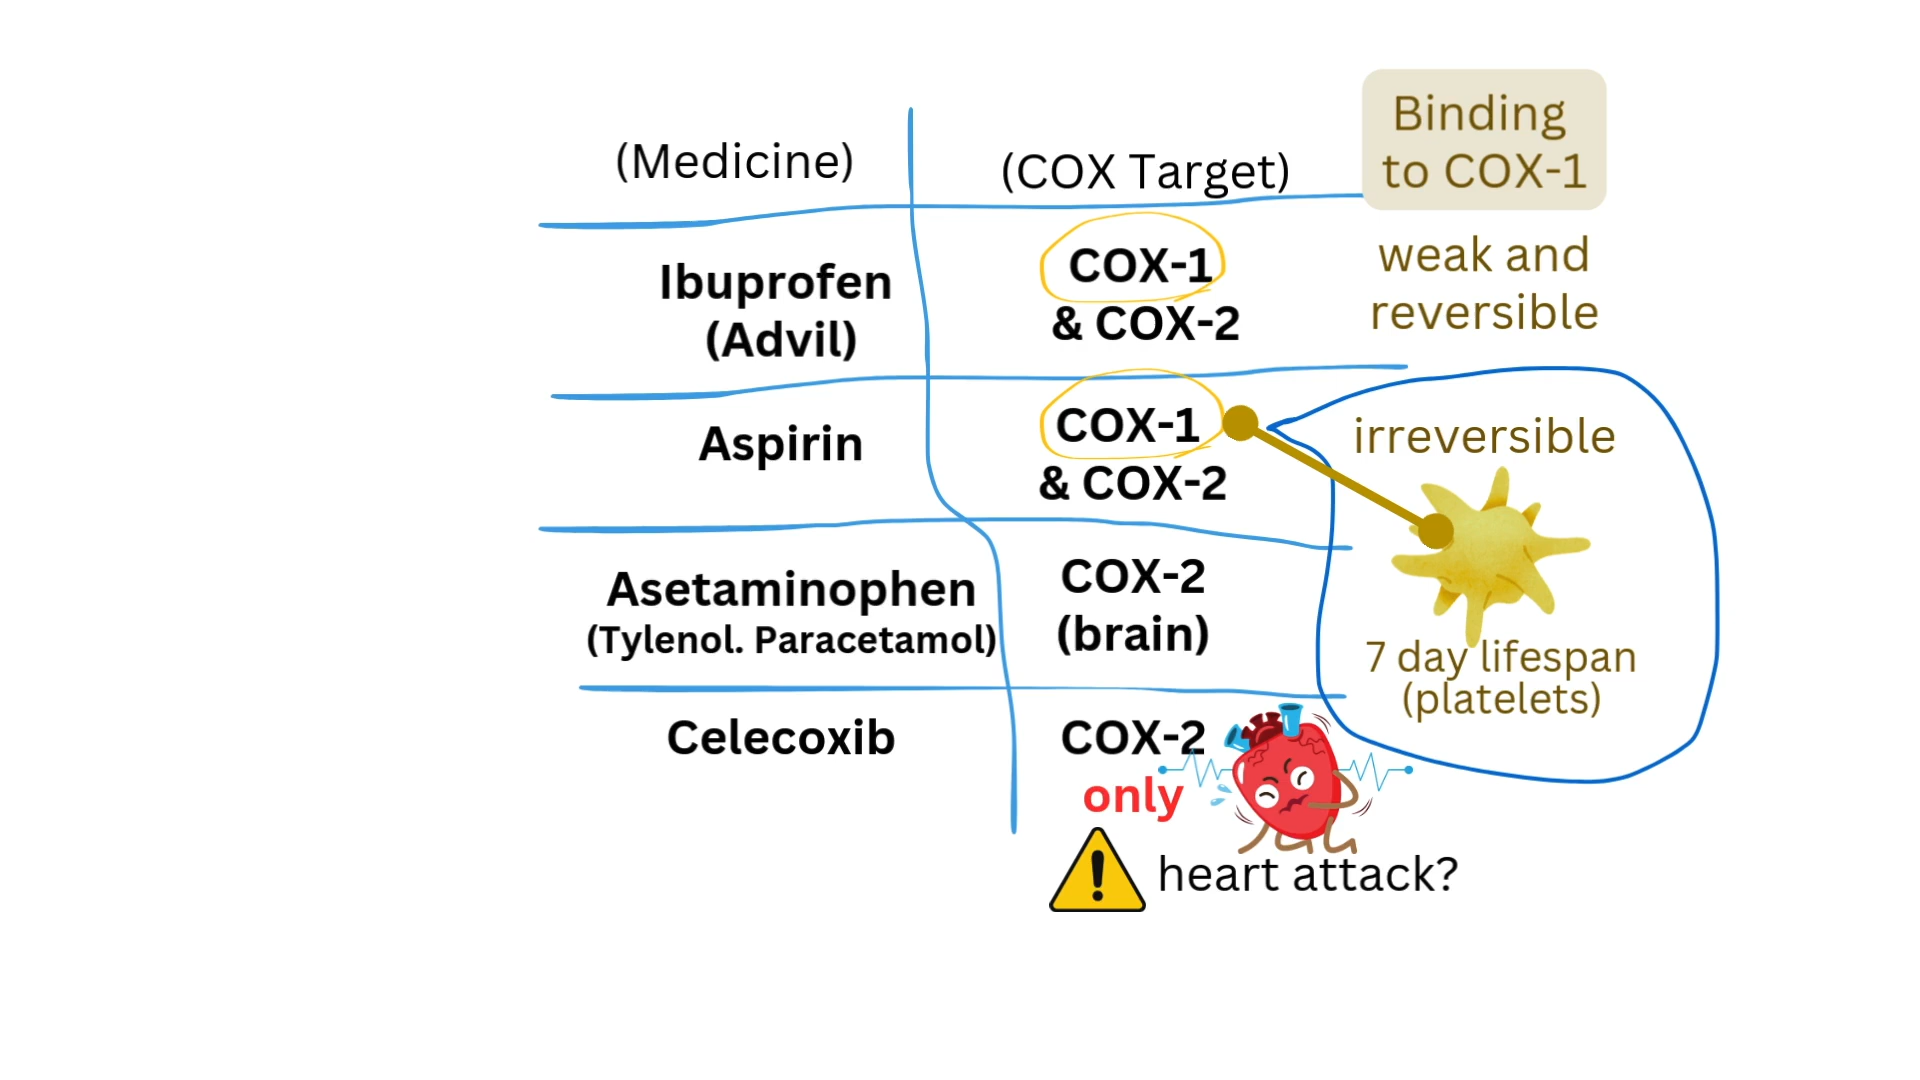 (Medicine)
(COX Target)
Binding
to COX-1
Ibuprofen
(Advil)
COX-1
& COX-2
weak and
reversible
Aspirin
COX-1
& COX-2
irreversible
7 day lifespan
(platelets)
Asetaminophen
(Tylenol. Paracetamol)
COX-2
(brain)
Celecoxib
COX-2
only
heart attack?